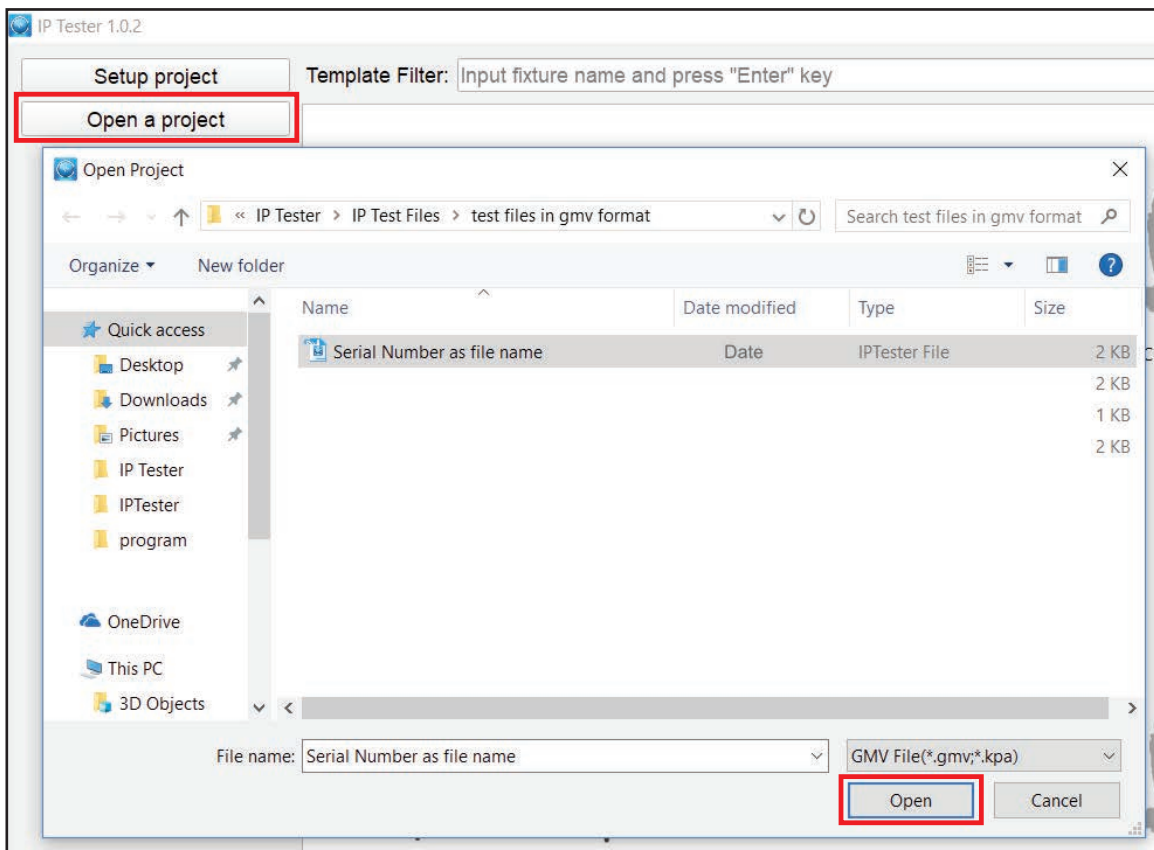 IP Tester 1.0.2
Setup project
Template Filter: Input fixture name and press "Enter" key
Open a project
Open Project
« IP Tester > IP Test Files > test files in gmv format
Search test files in gmv format
Organize
New folder
Name
Date modified
Type
Size
Quick access
Serial Number as file name
Date
IPTester File
2 KB
Desktop
2 KB
Downloads
1 KB
Pictures
2 KB
IP Tester
IPTester
program
OneDrive
This PC
3D Objects
File name: Serial Number as file name
GMV File(*.gmv;*.kpa)
Open
Cancel